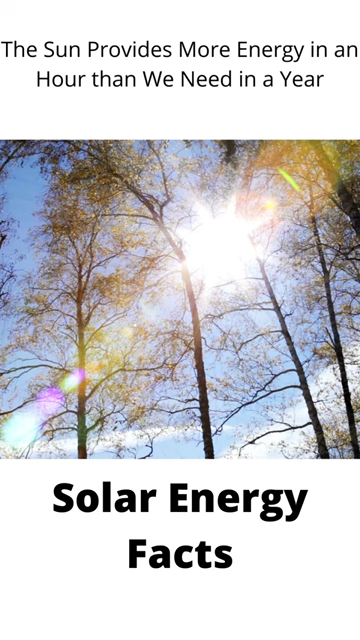 The Sun Provides More Energy in an
Hour than We Need in a Year
Solar Energy
Facts